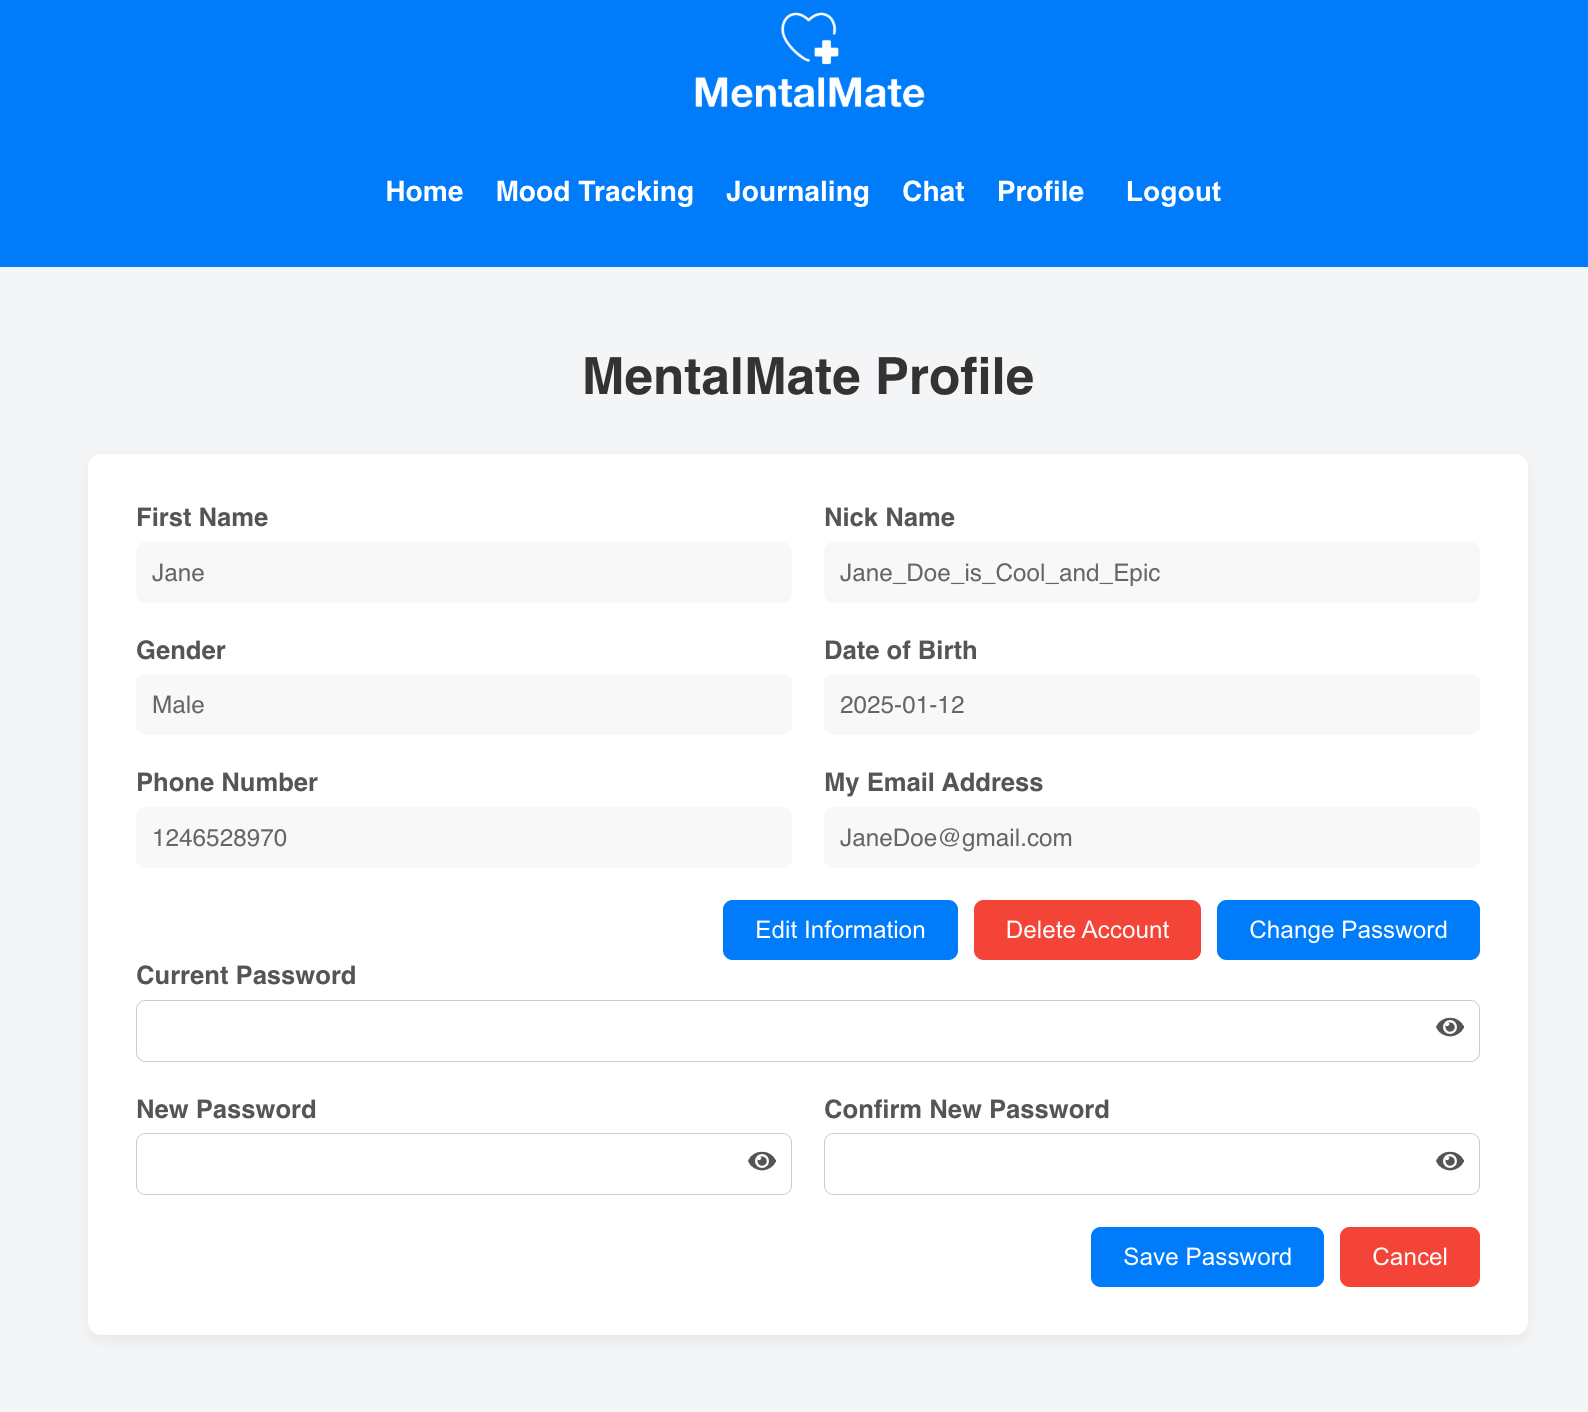 MentalMate
Home Mood Tracking Journaling Chat Profile Logout
MentalMate Profile
First Name
Jane
Nick Name
Jane_Doe_is_Cool_and_Epic
Gender
Male
Date of Birth
2025-01-12
Phone Number
1246528970
My Email Address
JaneDoe@gmail.com
Edit Information
Delete Account
Change Password
Current Password
New Password
Confirm New Password
Save Password
Cancel